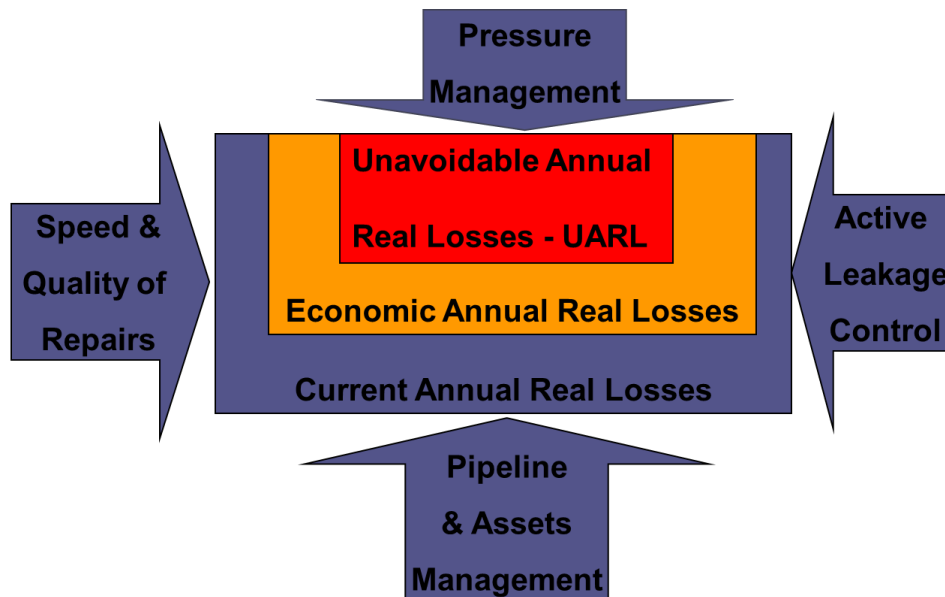 Pressure
Management
Unavoidable Annual
Real Losses - UARL
Economic Annual Real Losses
Current Annual Real Losses
Speed &
Quality of
Repairs
Active
Leakage
Control
Pipeline
& Assets
Management